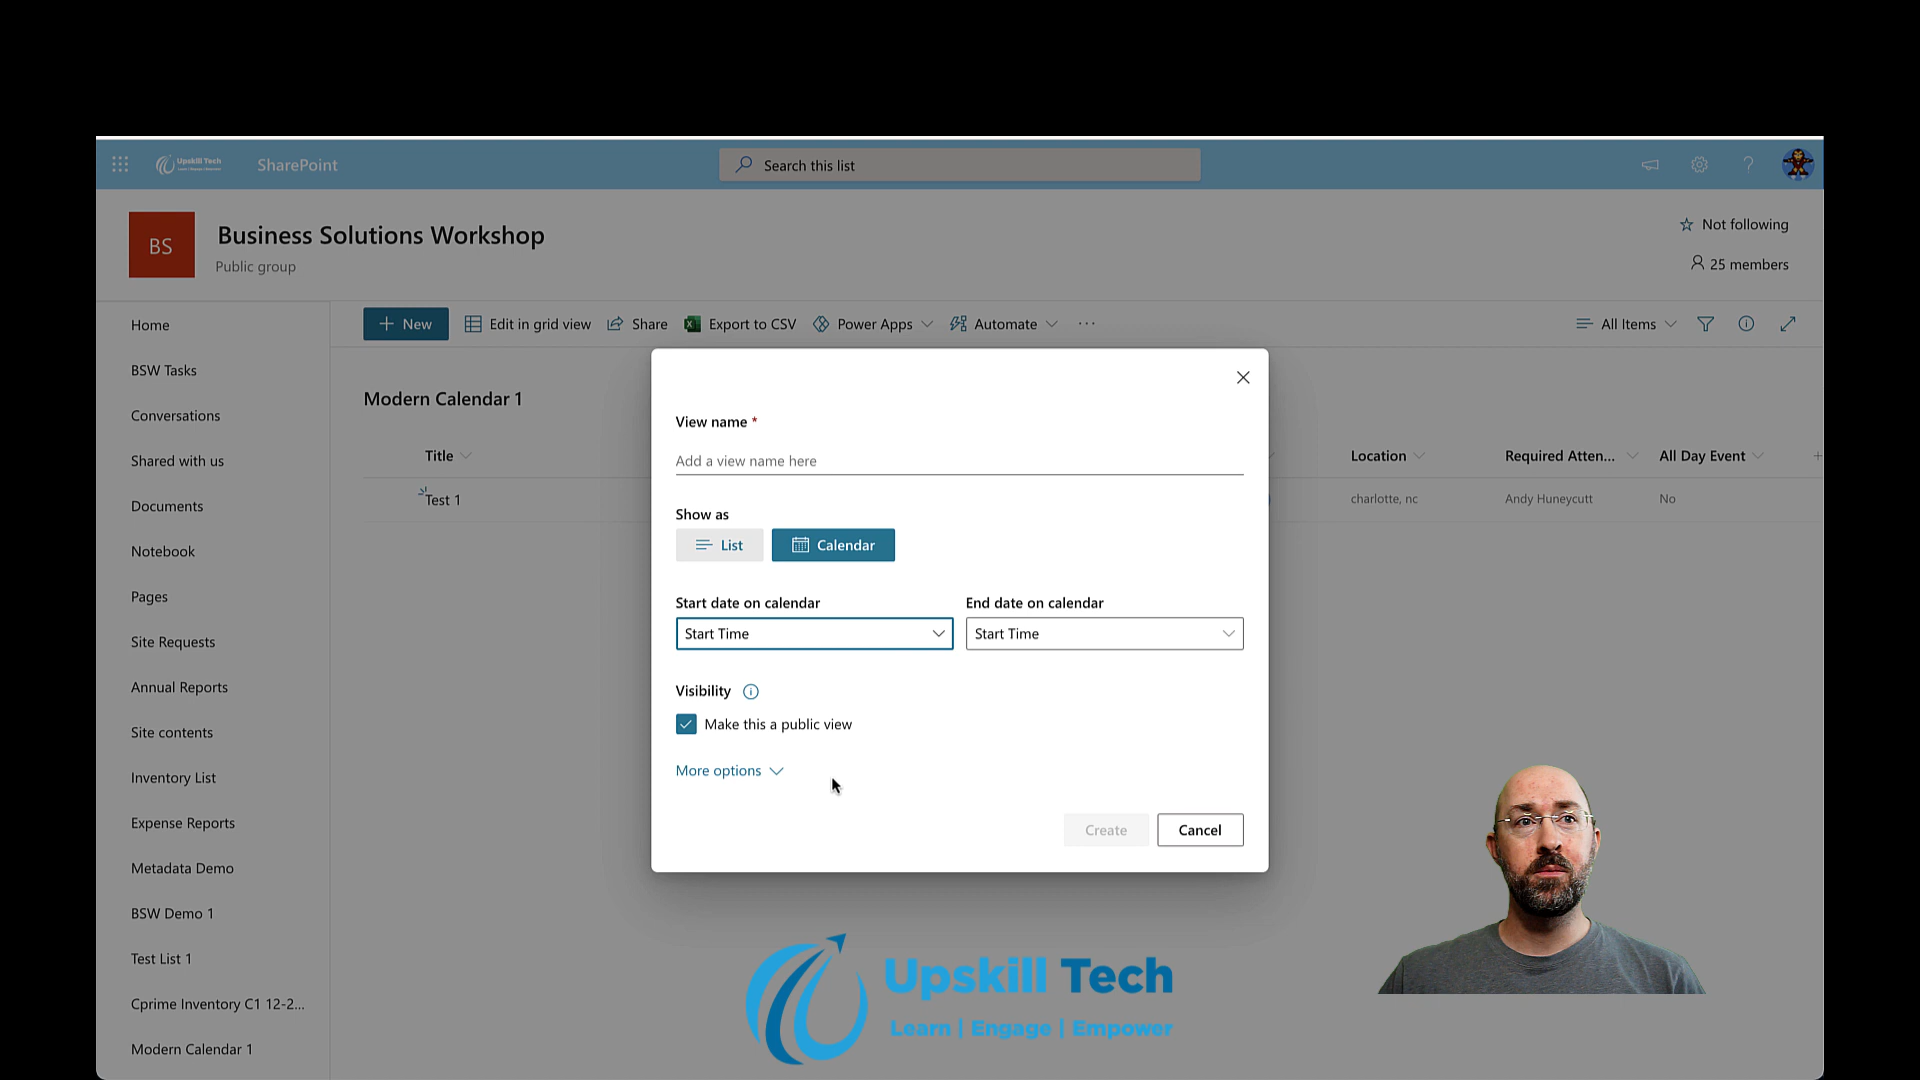 Upskill Tech
SharePoint
Search this list
?
BS
Business Solutions Workshop
Public group
Not following
25 members
Home
BSW Tasks
Conversations
Shared with us
Documents
Notebook
Pages
Site Requests
Annual Reports
Site contents
Inventory List
Expense Reports
Metadata Demo
BSW Demo 1
Test List 1
Cprime Inventory C1 12-2...
Modern Calendar 1
+ New
Edit in grid view
Share
Export to CSV
Power Apps
Automate
...
All Items
Modern Calendar 1
Title
Location
Required Atten...
All Day Event
+
Test 1
charlotte, nc
Andy Huneycutt
No
View name *
Add a view name here
Show as
List
Calendar
Start date on calendar
End date on calendar
Start Time
Start Time
Visibility
Make this a public view
More options
Create
Cancel
Upskill Tech
Learn | Engage | Empower